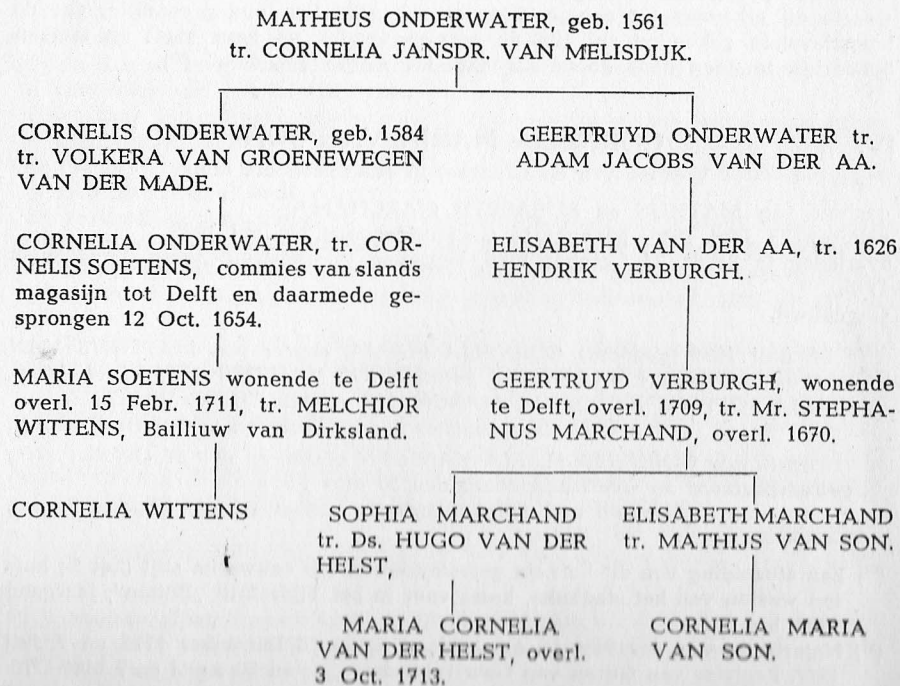 MATHEUS ONDERWATER, geb. 1561
tr. CORNELIA JANSDR. VAN MELISDIJK.
CORNELIS ONDERWATER, geb. 1584
tr. VOLKERA VAN GROENEWEGEN
VAN DER MADE.
GEERTRUYD ONDERWATER tr.
ADAM JACOBS VAN DER AA.
CORNELIA ONDERWATER, tr. COR-
NELIS SOETENS, commies van slands
magasijn tot Delft en daarmede ge-
sprongen 12 Oct. 1654.
ELISABETH VAN DER AA, tr. 1626
HENDRIK VERBURGH.
MARIA SOETENS wonende te Delft
overl. 15 Febr. 1711, tr. MELCHIOR
WITTENS, Bailliuw van Dirksland.
GEERTRUYD VERBURGH, wonende
te Delft, overl. 1709, tr. Mr. STEPHA-
NUS MARCHAND, overl. 1670.
CORNELIA WITTENS
SOPHIA MARCHAND
tr. Ds. HUGO VAN DER
HELST,
ELISABETH MARCHAND
tr. MATHIJS VAN SON.
MARIA CORNELIA
VAN DER HELST, overl.
3 Oct. 1713.
CORNELIA MARIA
VAN SON.